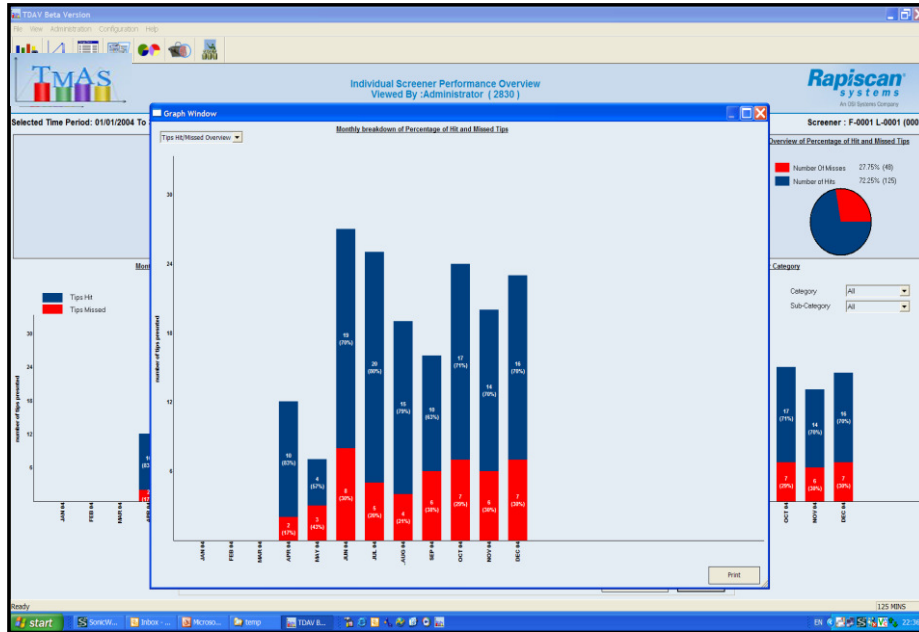 TDAV Beta Version
File View Administration Configuration Help
TMAS
Individual Screener Performance Overview
Viewed By :Administrator ( 2830 )
Rapiscan
systems
An OSI Systems Company
Selected Time Period: 01/01/2004 To
Screener : F-0001 L-0001 (000
Graph Window
Tips Hit/Missed Overview
Monthly breakdown of Percentage of Hit and Missed Tips
number of tips presented
30
24
18
12
6
19
(70%)
8
20
(80%)
5
(20%)
15
(79%)
4
(21%)
10
(63%)
6
(38%)
17
(71%)
7
(29%)
14
(70%)
6
16
(70%)
7
10
(83%)
2
(17%)
4
(57%)
3
(43%)
JAN 04
FEB 04
MAR 04
APR 04
MAY 04
JUN 04
JUL 04
AUG 04
SEP 04
OCT 04
NOV 04
DEC 04
Print
Overview of Percentage of Hit and Missed Tips
Number Of Misses 27.75% (48)
Number of Hits 72.25% (125)
Mont
Tips Hit
Tips Missed
number of tips presented
30
24
18
12
6
JAN 04
FEB 04
MAR 04
Category
Category All
Sub-Category All
17
(71%)
7
(29%)
14
(70%)
6
16
(70%)
7
OCT 04
NOV 04
DEC 04
Ready
125 MINS
start
SonicW...
Inbox - ...
Microso...
temp
TDAV B...
EN